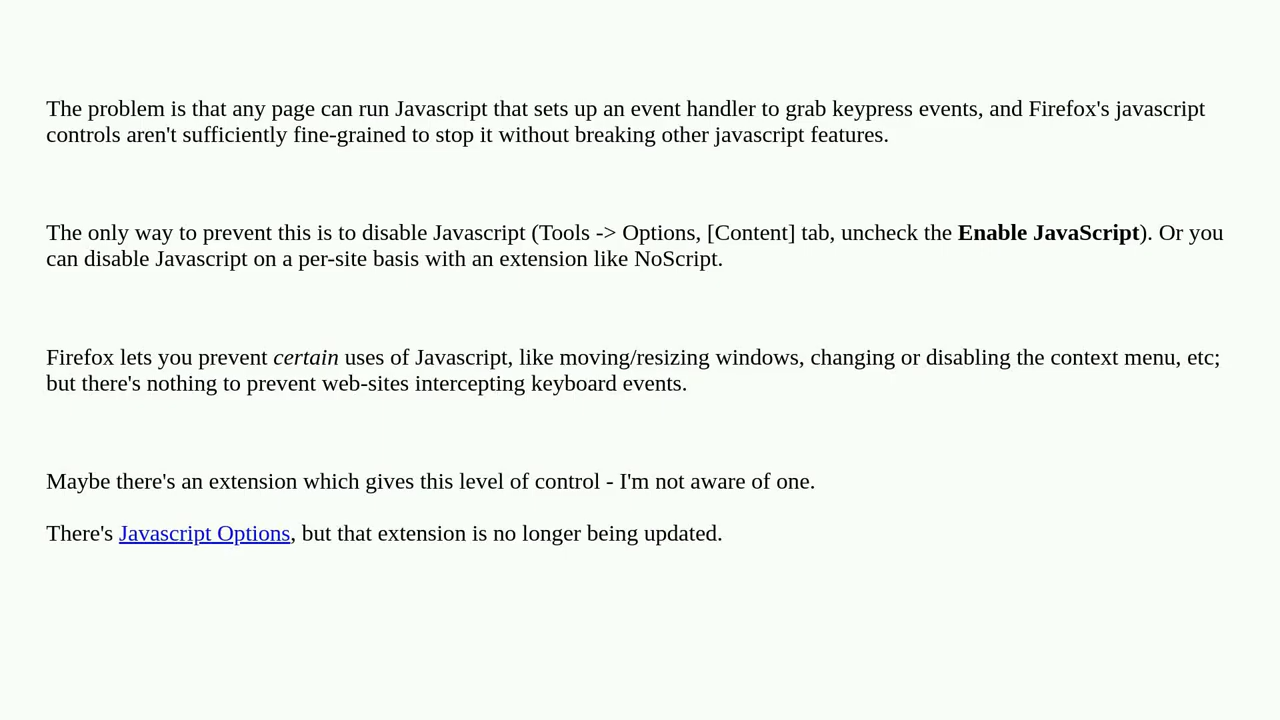 The problem is that any page can run Javascript that sets up an event handler to grab keypress events, and Firefox's javascript
controls aren't sufficiently fine-grained to stop it without breaking other javascript features.
The only way to prevent this is to disable Javascript (Tools -> Options, [Content] tab, uncheck the Enable JavaScript). Or you
can disable Javascript on a per-site basis with an extension like NoScript.
Firefox lets you prevent certain uses of Javascript, like moving/resizing windows, changing or disabling the context menu, etc;
but there's nothing to prevent web-sites intercepting keyboard events.
Maybe there's an extension which gives this level of control - I'm not aware of one.
There's Javascript Options, but that extension is no longer being updated.